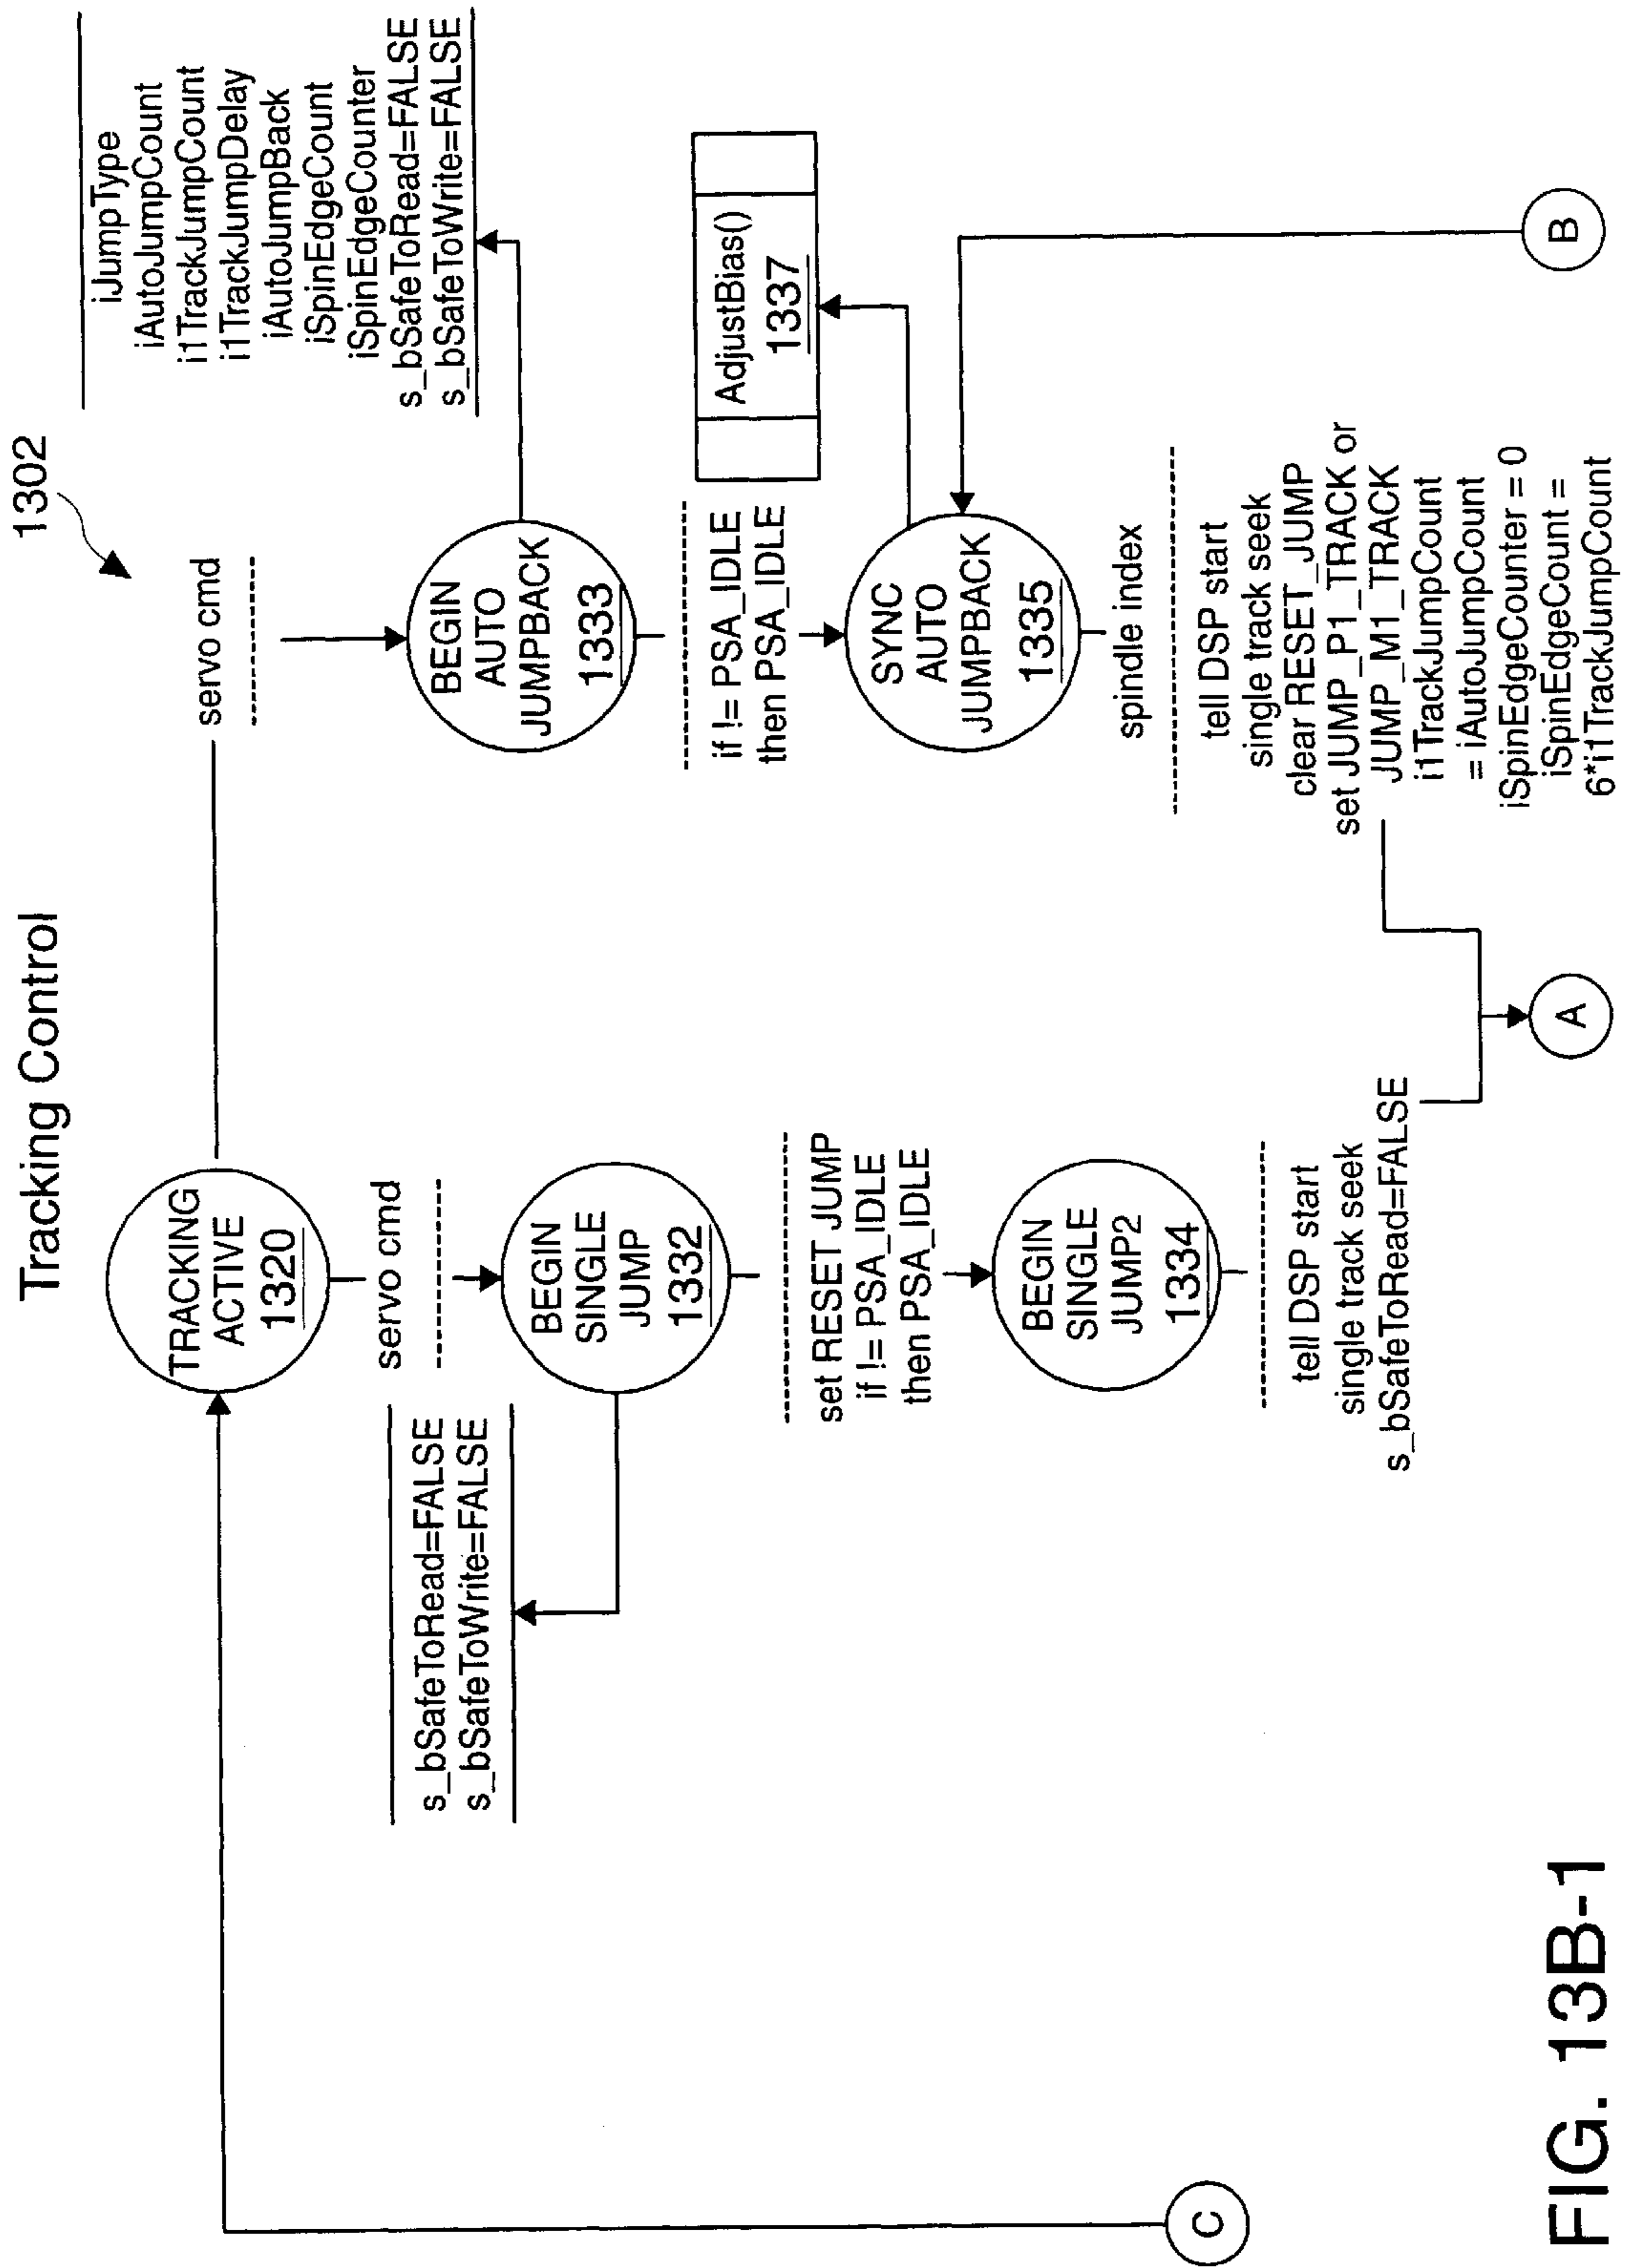 Tracking Control
1302
TRACKING
ACTIVE
1320
servo cmd
servo cmd
iJumpType
iAutoJumpCount
i1TrackJumpCount
i1TrackJumpDelay
iAutoJumpBack
iSpinEdgeCount
iSpinEdgeCounter
s_bSafeToRead=FALSE
s_bSafeToWrite=FALSE
s_bSafeToRead=FALSE
s_bSafeToWrite=FALSE
BEGIN
SINGLE
JUMP
1332
BEGIN
AUTO
JUMPBACK
1333
set RESET JUMP
if != PSA_IDLE
then PSA_IDLE
if != PSA_IDLE
then PSA_IDLE
AdjustBias()
1337
BEGIN
SINGLE
JUMP2
1334
SYNC
AUTO
JUMPBACK
1335
spindle index
tell DSP start
single track seek
s_bSafeToRead=FALSE
tell DSP start
single track seek
clear RESET_JUMP
set JUMP_P1_TRACK or
JUMP_M1_TRACK
i1TrackJumpCount
= iAutoJumpCount
iSpinEdgeCounter = 0
iSpinEdgeCount =
6*i1TrackJumpCount
C
A
B
FIG. 13B-1